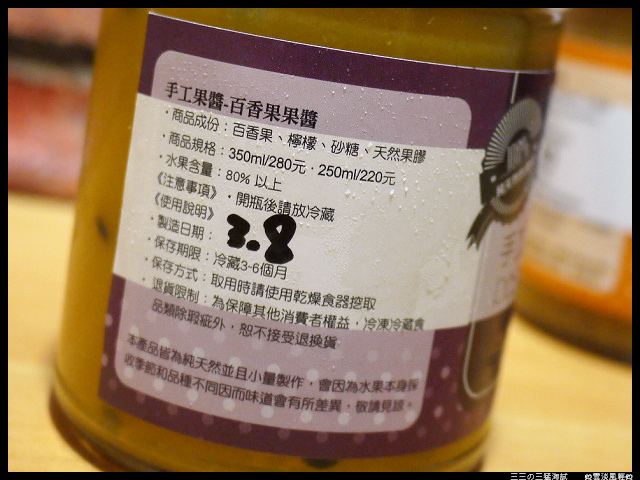 手工果醬-百香果果醬
・商品成份：百香果、檸檬、砂糖、天然果膠
・商品規格：350ml/280元・250ml/220元
・水果含量：80% 以上
《注意事項》・開瓶後請放冷藏
《使用說明》
・製造日期：3.8
・保存期限：冷藏3-6個月
・保存方式：取用時請使用乾燥食器挖取
・退貨限制：為保障其他消費者權益，冷凍冷藏食
品類除瑕疵外，恕不接受退換貨
本產品皆為純天然並且小量製作，會因為水果本身採
收季節和品種不同因而味道會有所差異，敬請見諒。
三三の三猛海賊